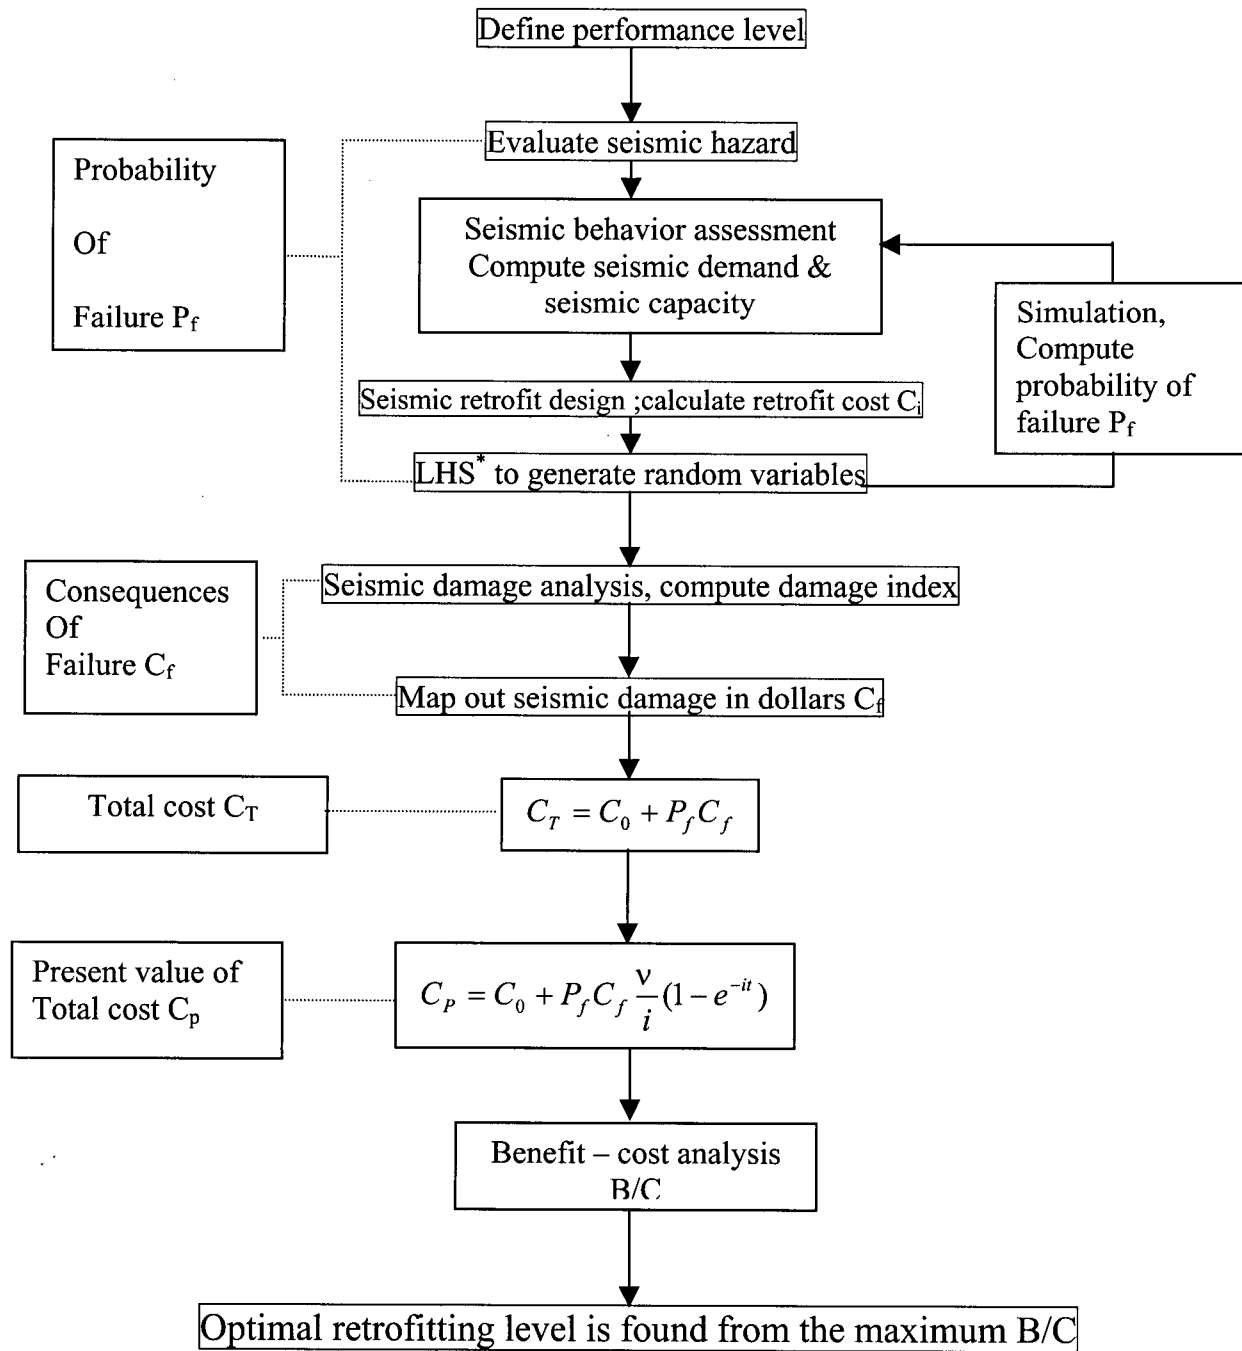 Define performance level
Evaluate seismic hazard
Probability
Of
Failure P_f
Seismic behavior assessment
Compute seismic demand &
seismic capacity
Simulation,
Compute
probability of
failure P_f
Seismic retrofit design ;calculate retrofit cost C_i
LHS* to generate random variables
Consequences
Of
Failure C_f
Seismic damage analysis, compute damage index
Map out seismic damage in dollars C_f
Total cost C_T
C_T = C_0 + P_f C_f
Present value of
Total cost C_p
C_P = C_0 + P_f C_f \frac{ν}{i} (1 − e^{-it})
Benefit – cost analysis
B/C
Optimal retrofitting level is found from the maximum B/C